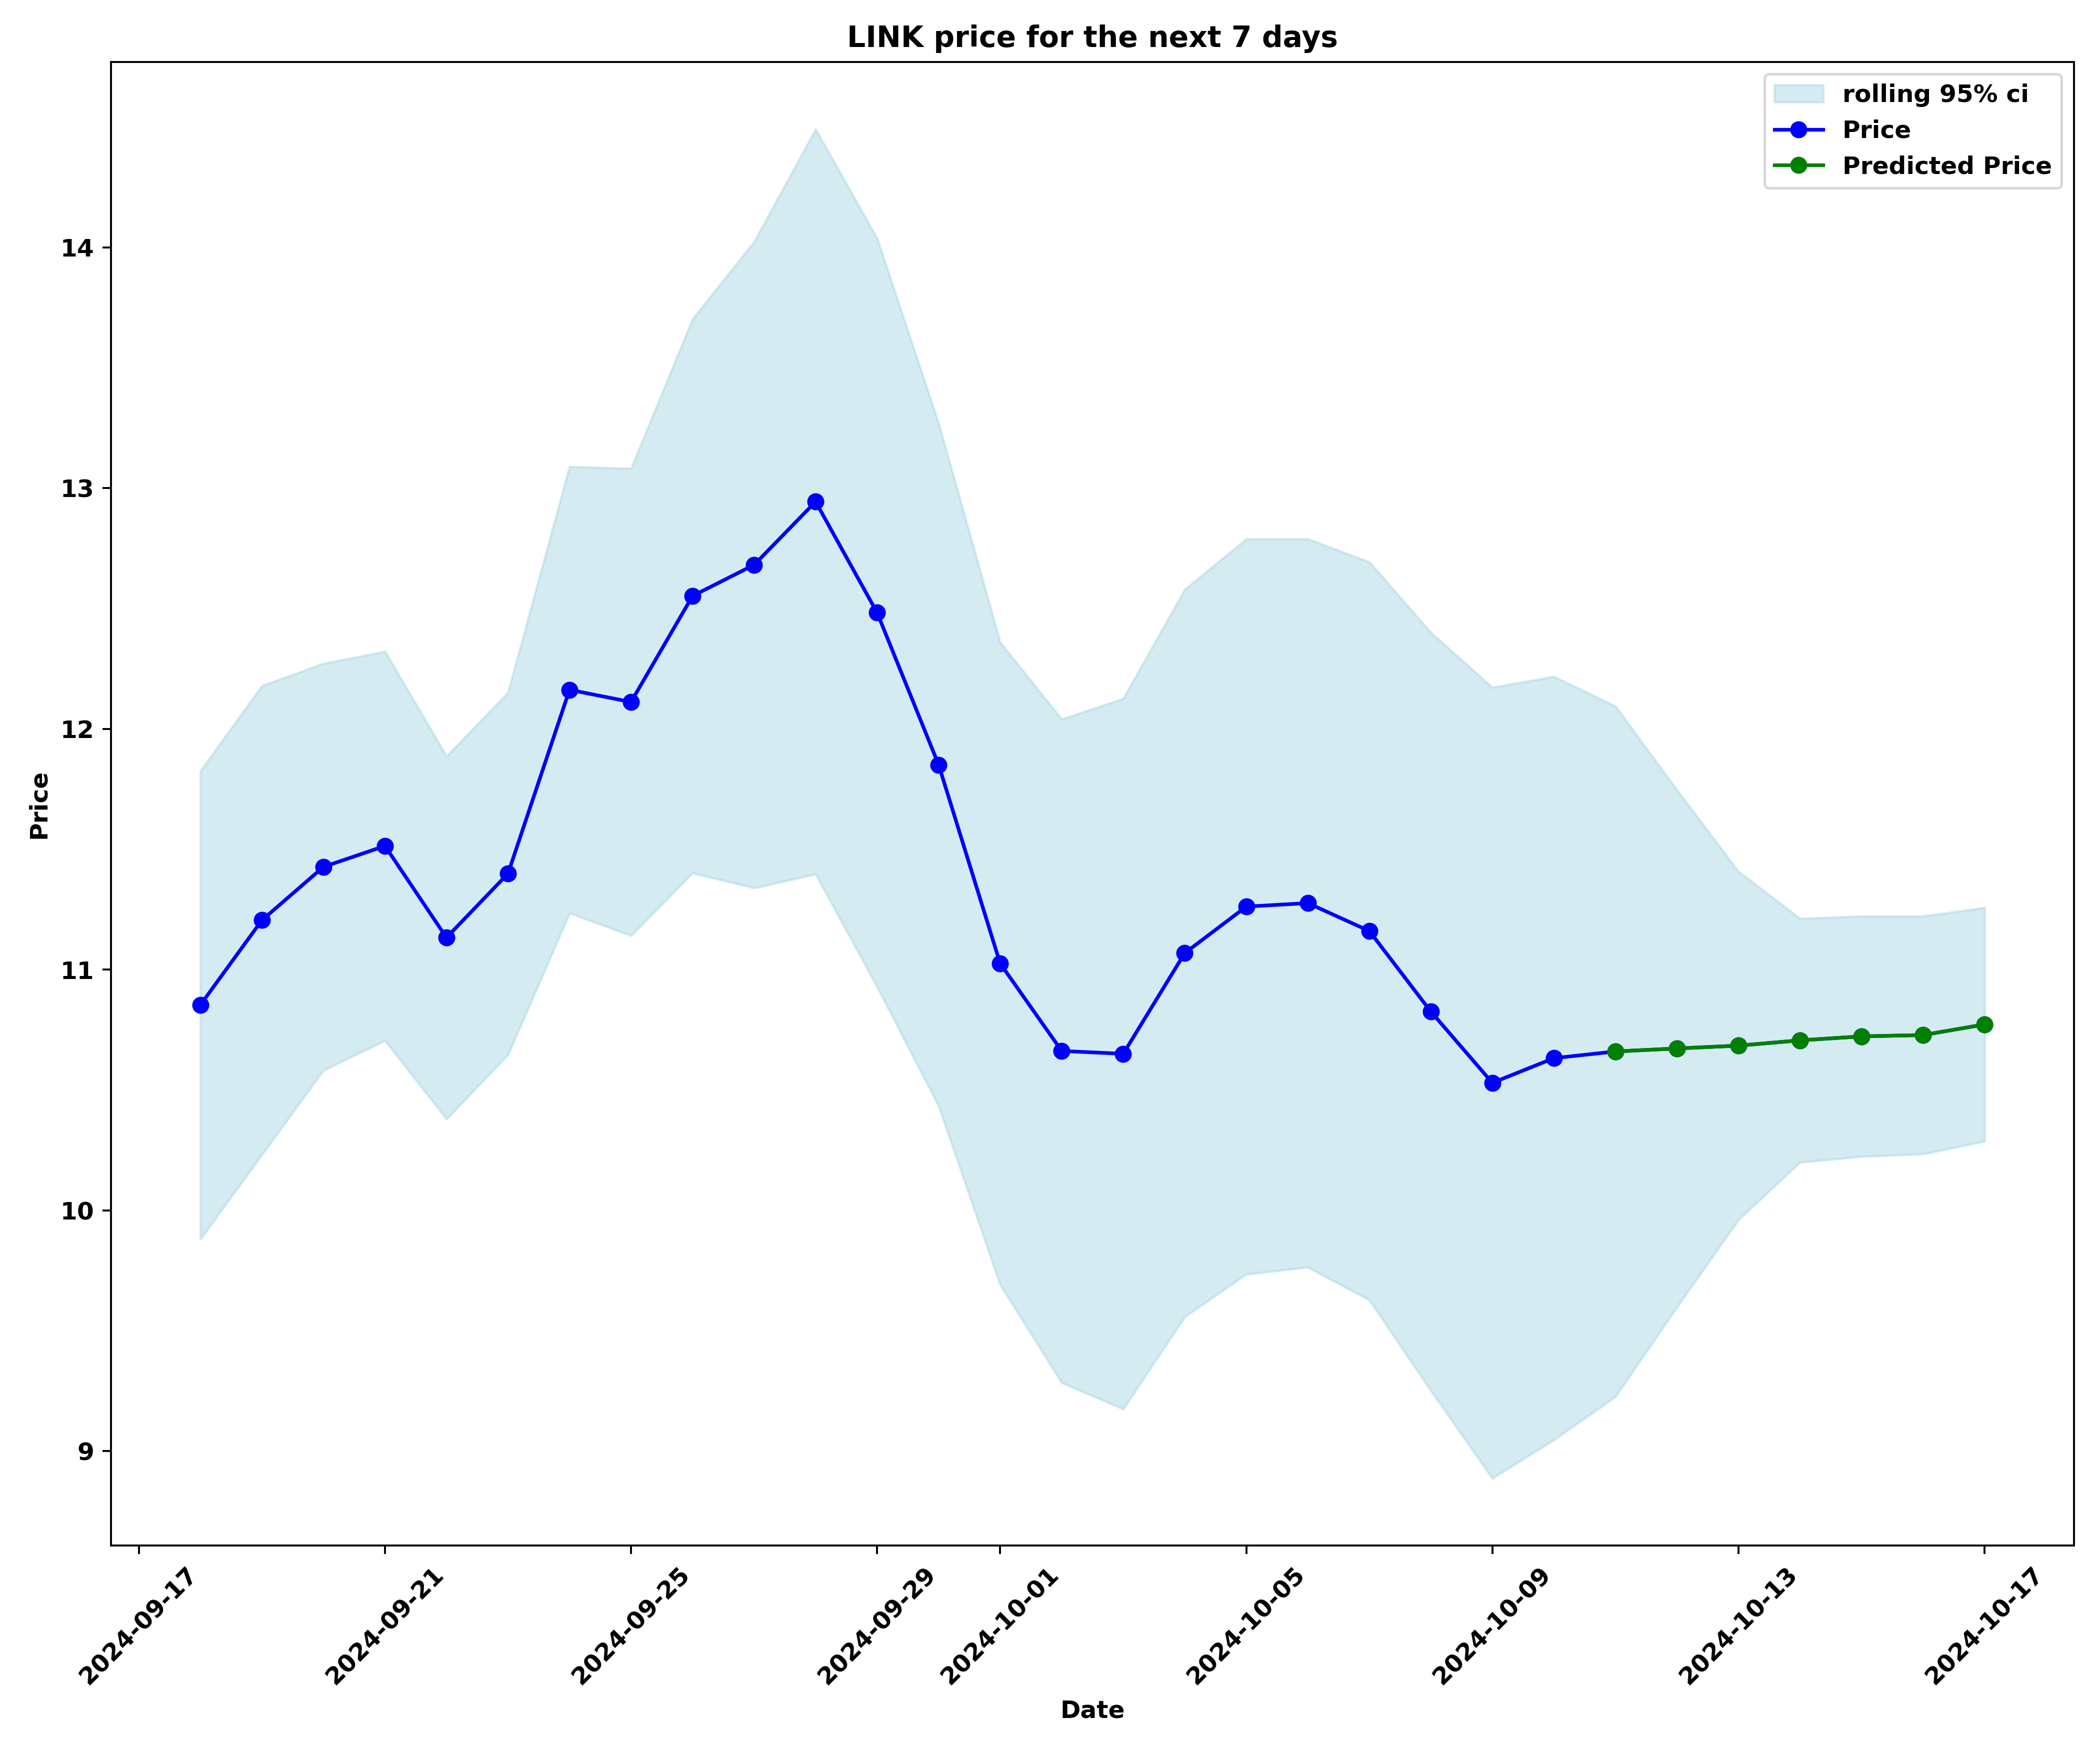 LINK price for the next 7 days
rolling 95% ci
Price
Predicted Price
14
13
12
11
10
9
Price
2024-09-17
2024-09-21
2024-09-25
2024-09-29
2024-10-01
2024-10-05
2024-10-09
2024-10-13
2024-10-17
Date